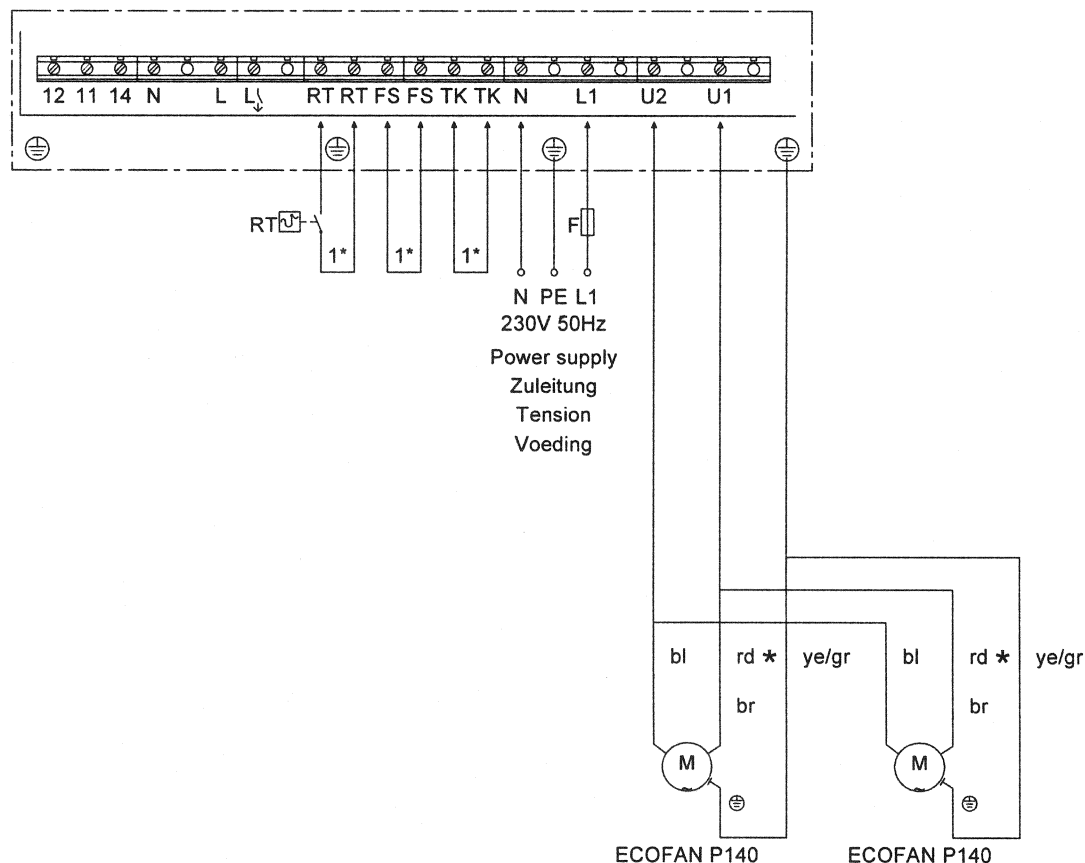 12 11 14 N L L RT RT FS FS TK TK N L1 U2 U1
RT
1* 1* 1*
F
N PE L1
230V 50Hz
Power supply
Zuleitung
Tension
Voeding
bl rd * ye/gr bl rd * ye/gr
br br
M M
ECOFAN P140 ECOFAN P140